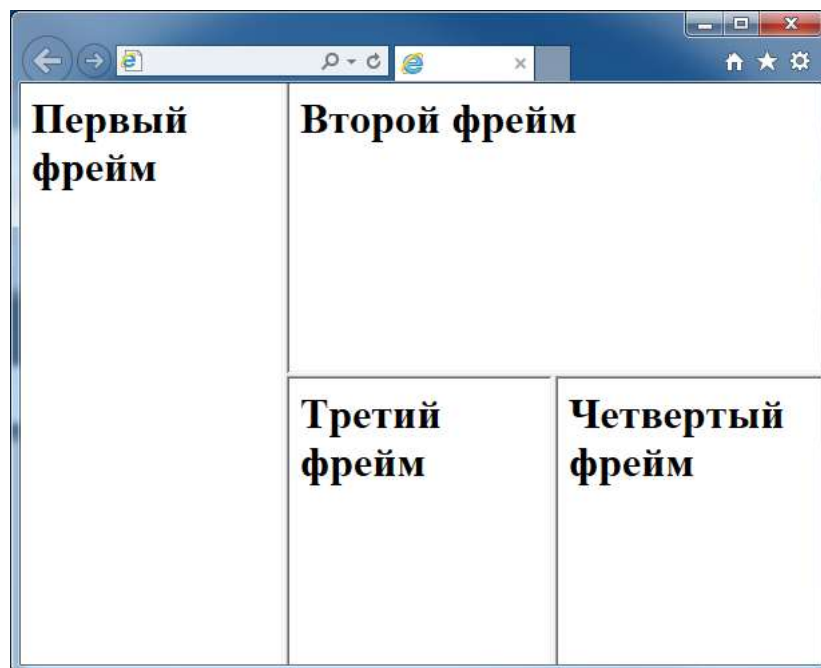 Первый
фрейм
Второй фрейм
Третий
фрейм
Четвертый
фрейм